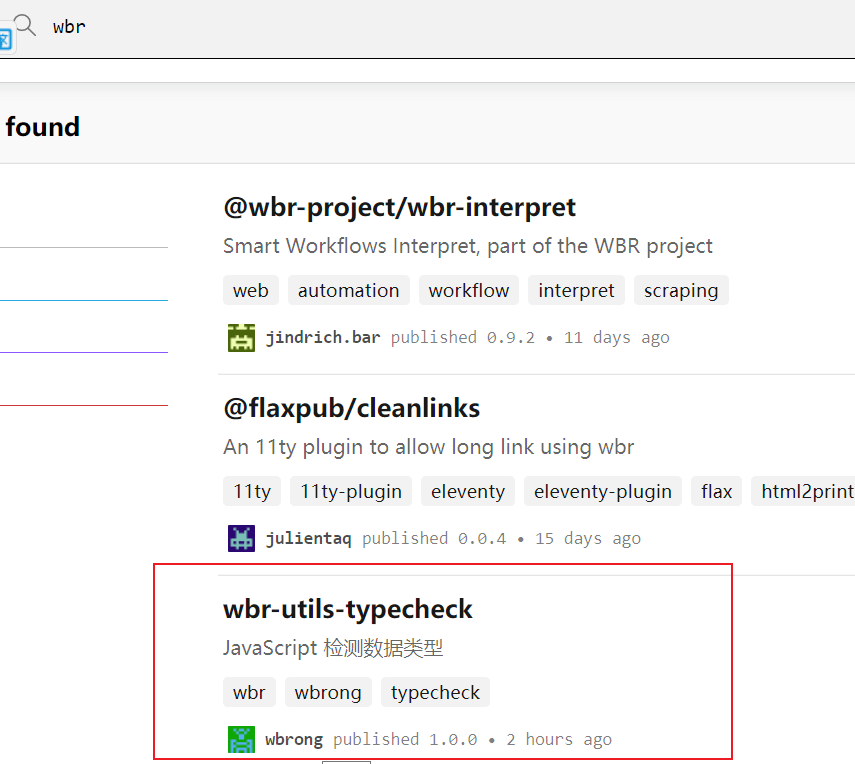 wbr
found
@wbr-project/wbr-interpret
Smart Workflows Interpret, part of the WBR project
web automation workflow interpret scraping
jindrich.bar published 0.9.2 • 11 days ago
@flaxpub/cleanlinks
An 11ty plugin to allow long link using wbr
11ty 11ty-plugin eleventy eleventy-plugin flax html2print
julientaq published 0.0.4 • 15 days ago
wbr-utils-typecheck
JavaScript 检测数据类型
wbr wbrong typecheck
wbrong published 1.0.0 • 2 hours ago